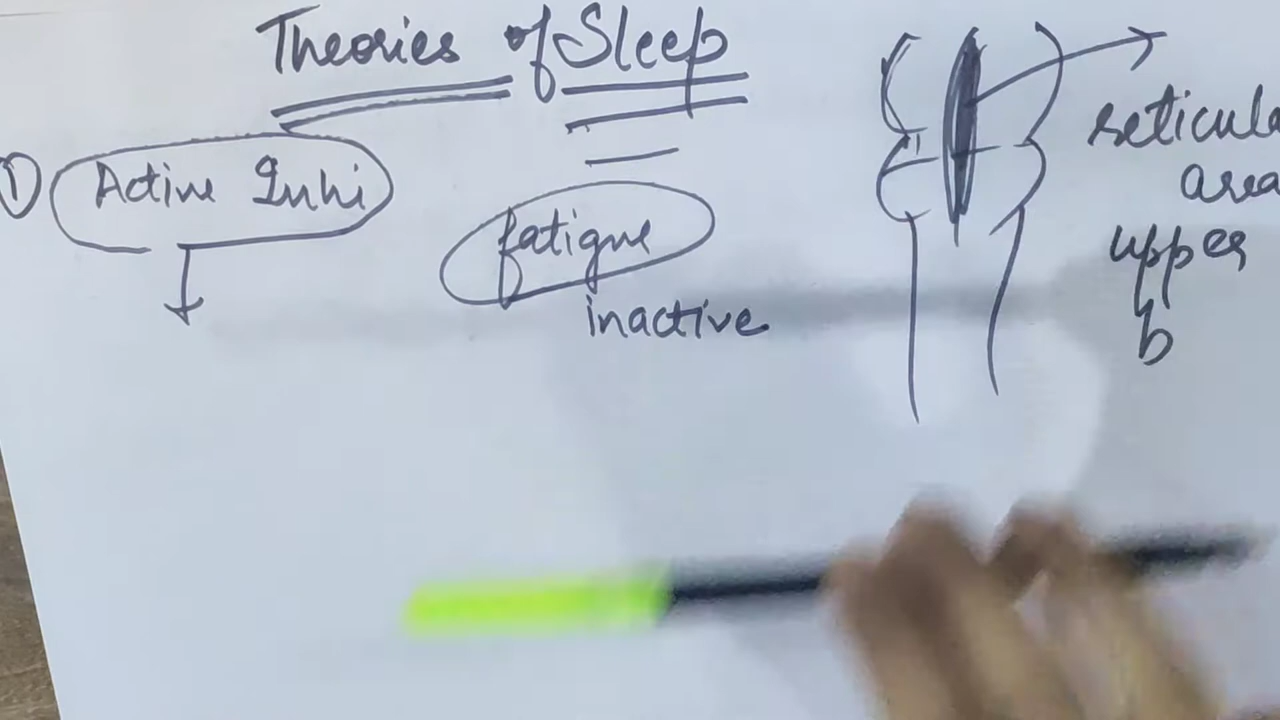 Theories of Sleep
① Active Inhi
fatigue
inactive
reticula
area
upper
b